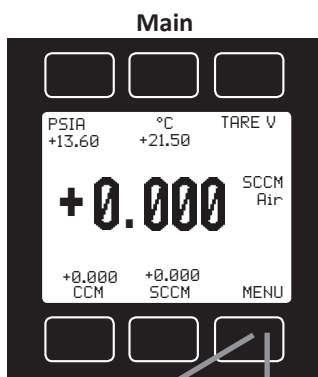 Main
PSIA °C TARE V
+13.60 +21.50
+0.000 SCCM
Air
+0.000 +0.000
CCM SCCM MENU